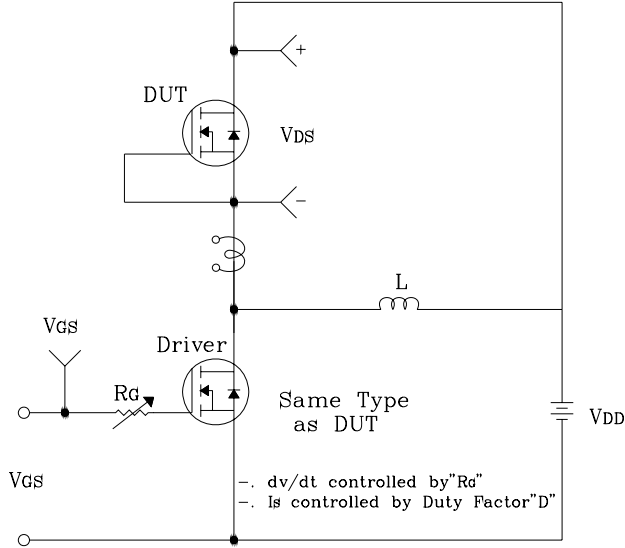 +
DUT
VDS
-
L
VGS
Driver
RG
Same Type
as DUT
VDD
VGS
-. dv/dt controlled by"RG"
-. Is controlled by Duty Factor"D"